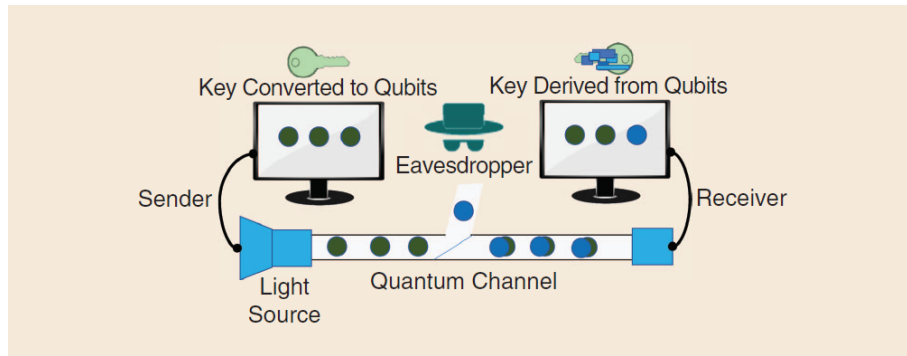 Key Converted to Qubits
Key Derived from Qubits
Eavesdropper
Sender
Receiver
Quantum Channel
Light
Source